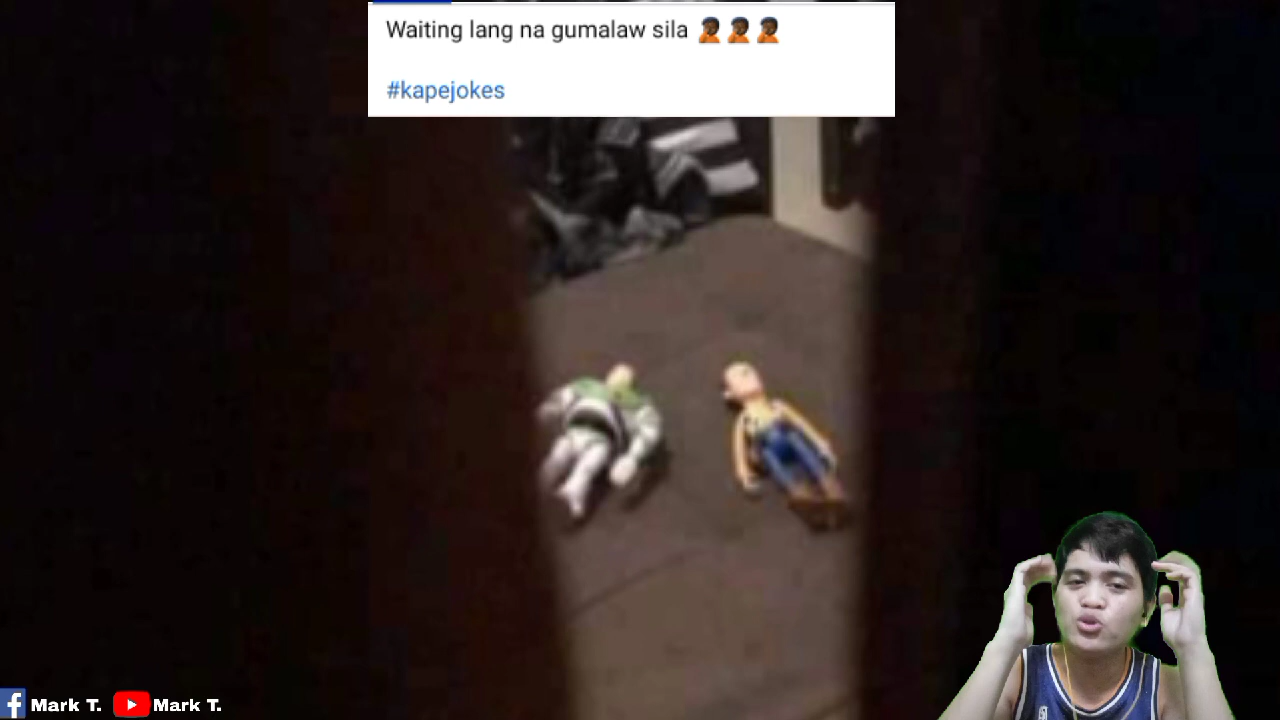 Waiting lang na gumalaw sila 🤦🏿🤦🏿🤦🏿
#kapejokes
Mark T. Mark T.